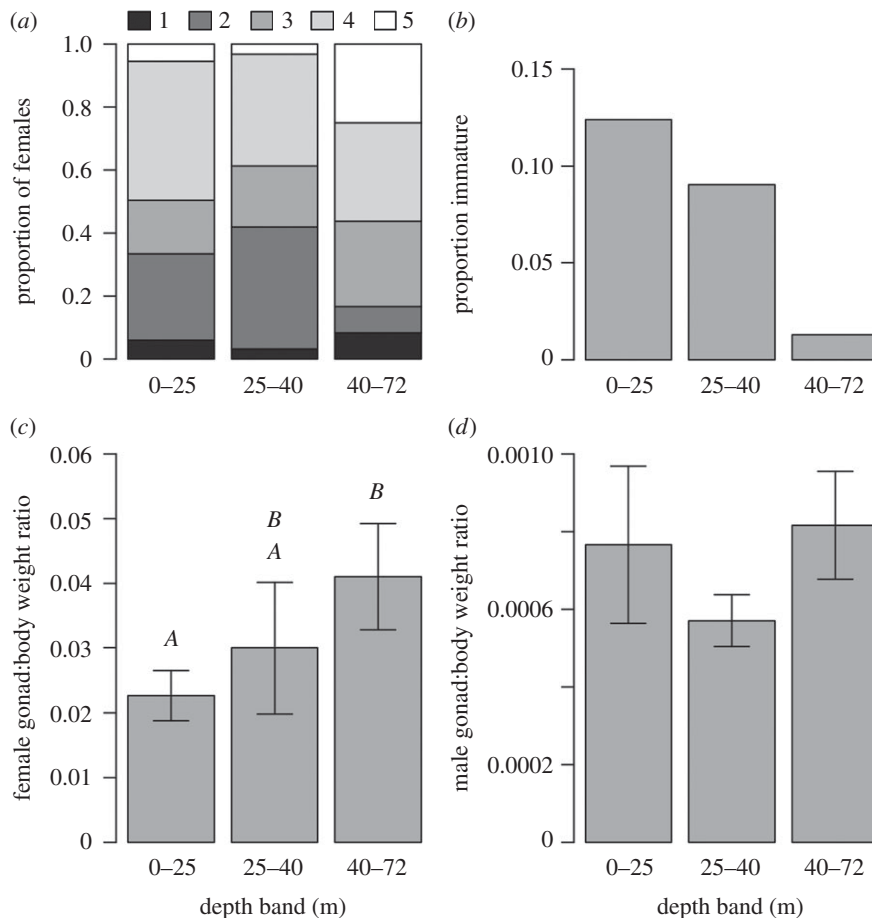 (a) 1 2 3 4 5
1.0
0.8
0.6
0.4
0.2
0
proportion of females
0–25 25–40 40–72
(b)
0.15
0.10
0.05
0
proportion immature
0–25 25–40 40–72
(c)
0.06
0.05
0.04
0.03
0.02
0.01
0
female gonad:body weight ratio
A
B
A
B
0–25 25–40 40–72
depth band (m)
(d)
0.0010
0.0006
0.0002
0
male gonad:body weight ratio
0–25 25–40 40–72
depth band (m)